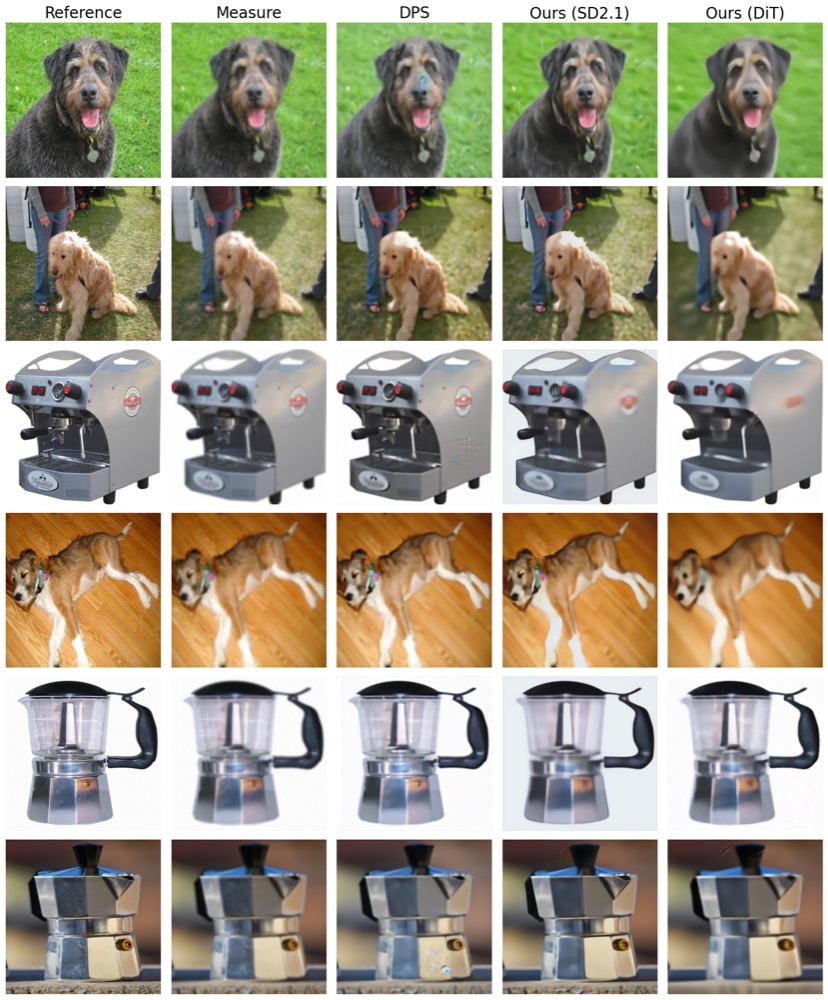 Reference
Measure
DPS
Ours (SD2.1)
Ours (DiT)